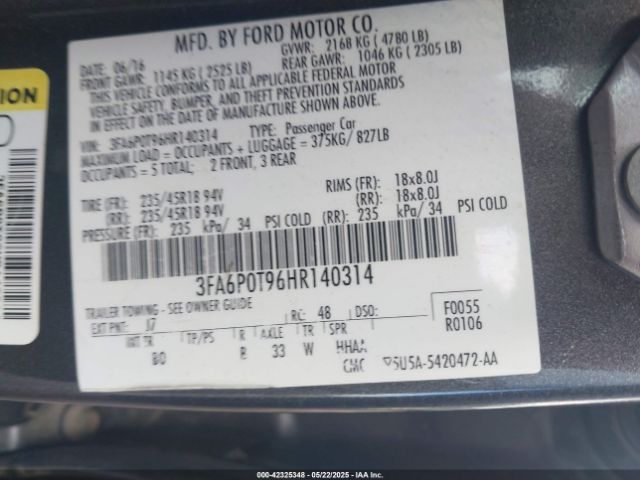 MFD. BY FORD MOTOR CO.
DATE: 06/16 GVWR: 2168 KG ( 4780 LB)
FRONT GAWR: 1145 KG ( 2525 LB) REAR GAWR: 1046 KG ( 2305 LB)
THIS VEHICLE CONFORMS TO ALL APPLICABLE FEDERAL MOTOR
VEHICLE SAFETY, BUMPER, AND THEFT PREVENTION STANDARDS
IN EFFECT ON THE DATE OF MANUFACTURE SHOWN ABOVE.
VIN: 3FA6P0T96HR140314 TYPE: Passenger Car
MAXIMUM LOAD = OCCUPANTS + LUGGAGE = 375KG/ 827LB
OCCUPANTS = 5 TOTAL; 2 FRONT, 3 REAR
TIRE (FR): 235/45R18 94V RIMS (FR): 18x8.0J
(RR): 235/45R18 94V (RR): 18x8.0J
PRESSURE (FR): 235 kPa/ 34 PSI COLD (RR): 235 kPa/ 34 PSI COLD
3FA6P0T96HR140314
TRAILER TOWING - SEE OWNER GUIDE
EXT PNT: J7 RC: 48 DSO: F0055
R0106
INT TR TP/PS R AXLE TR SPR
BO B 33 W HHAA
CMC 5U5A-5420472-AA
00-42325348 - 05/22/2025 - IAA, Inc.